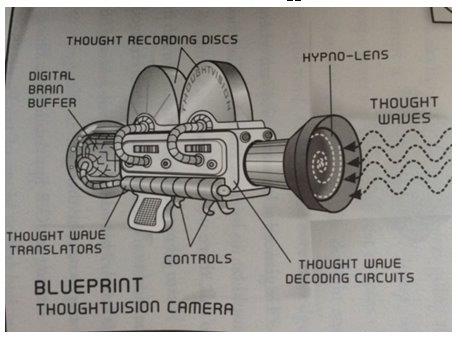 THOUGHT RECORDING DISCS
HYPNO-LENS
DIGITAL
BRAIN
BUFFER
THOUGHTVISION
THOUGHT
WAVES
THOUGHT WAVE
TRANSLATORS
CONTROLS
THOUGHT WAVE
DECODING CIRCUITS
BLUEPRINT
THOUGHTVISION CAMERA